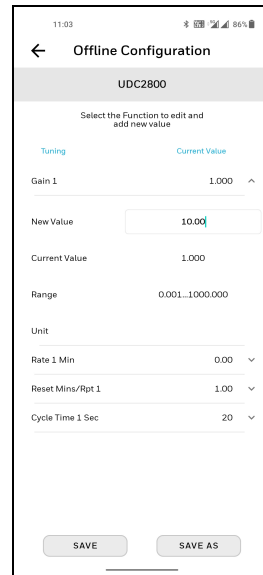 11:03
86%
Offline Configuration
UDC2800
Select the Function to edit and
add new value
Tuning Current Value
Gain 1 1.000
New Value 10.00
Current Value 1.000
Range 0.001...1000.000
Unit
Rate 1 Min 0.00
Reset Mins/Rpt 1 1.00
Cycle Time 1 Sec 20
SAVE SAVE AS